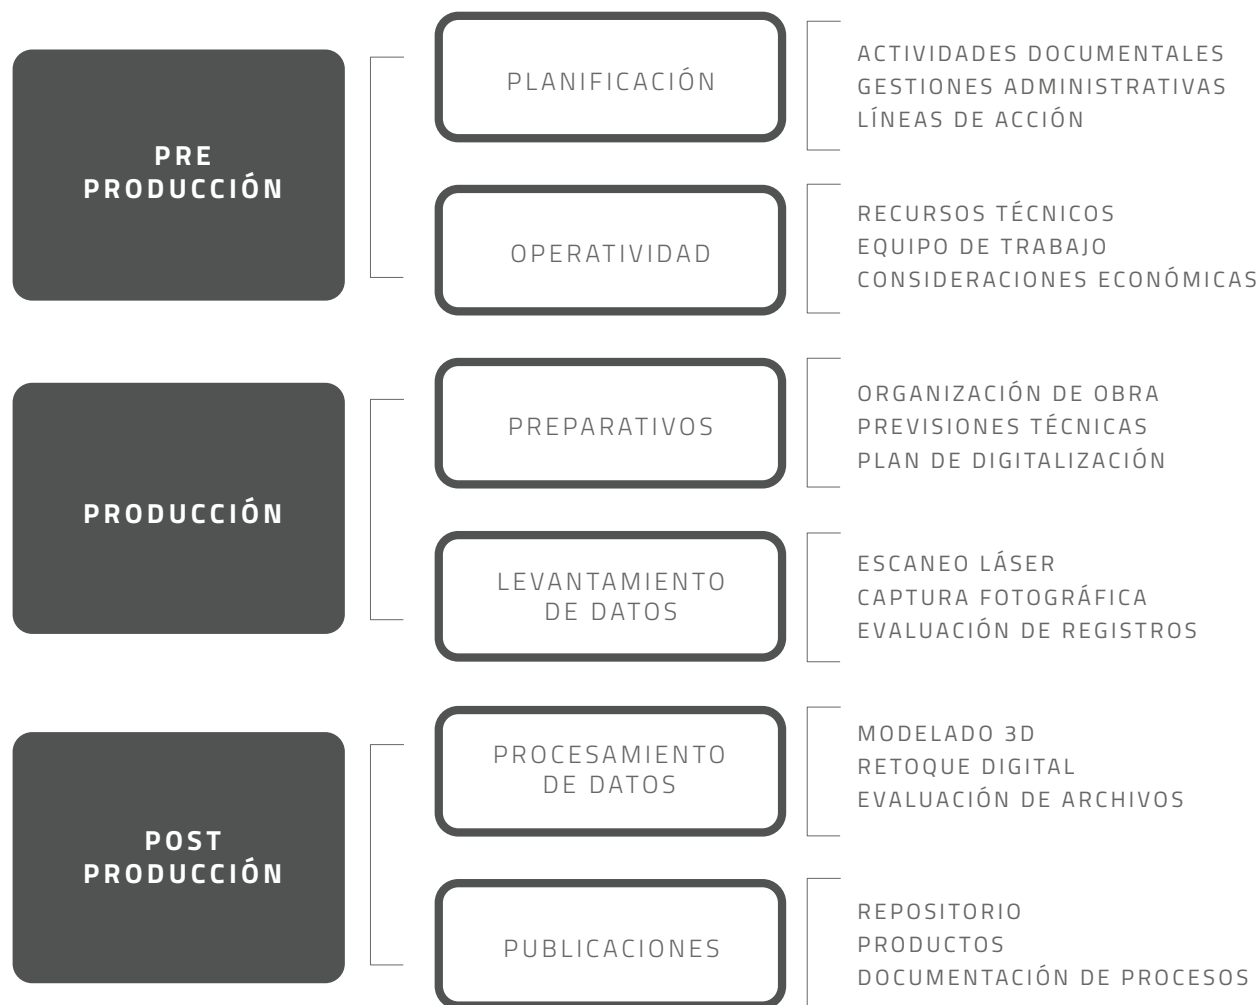 PRE
PRODUCCIÓN
PLANIFICACIÓN
ACTIVIDADES DOCUMENTALES
GESTIONES ADMINISTRATIVAS
LÍNEAS DE ACCIÓN
OPERATIVIDAD
RECURSOS TÉCNICOS
EQUIPO DE TRABAJO
CONSIDERACIONES ECONÓMICAS
PRODUCCIÓN
PREPARATIVOS
ORGANIZACIÓN DE OBRA
PREVISIONES TÉCNICAS
PLAN DE DIGITALIZACIÓN
LEVANTAMIENTO
DE DATOS
ESCANEO LÁSER
CAPTURA FOTOGRÁFICA
EVALUACIÓN DE REGISTROS
POST
PRODUCCIÓN
PROCESAMIENTO
DE DATOS
MODELADO 3D
RETOQUE DIGITAL
EVALUACIÓN DE ARCHIVOS
PUBLICACIONES
REPOSITORIO
PRODUCTOS
DOCUMENTACIÓN DE PROCESOS